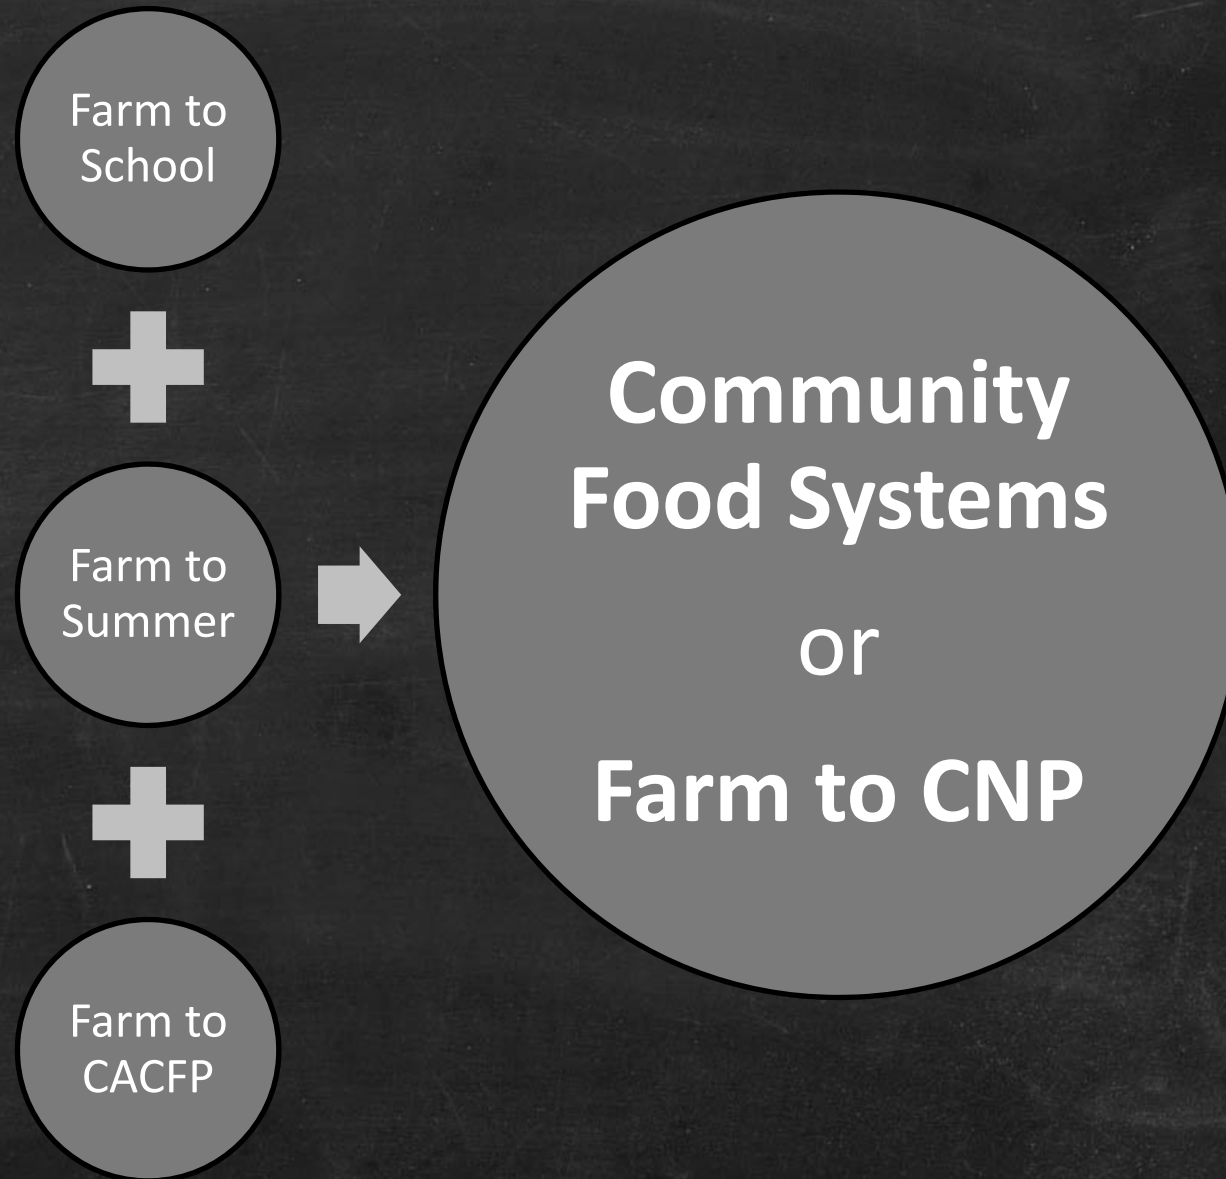 Farm to
School
Farm to
Summer
Farm to
CACFP
Community
Food Systems
or
Farm to CNP